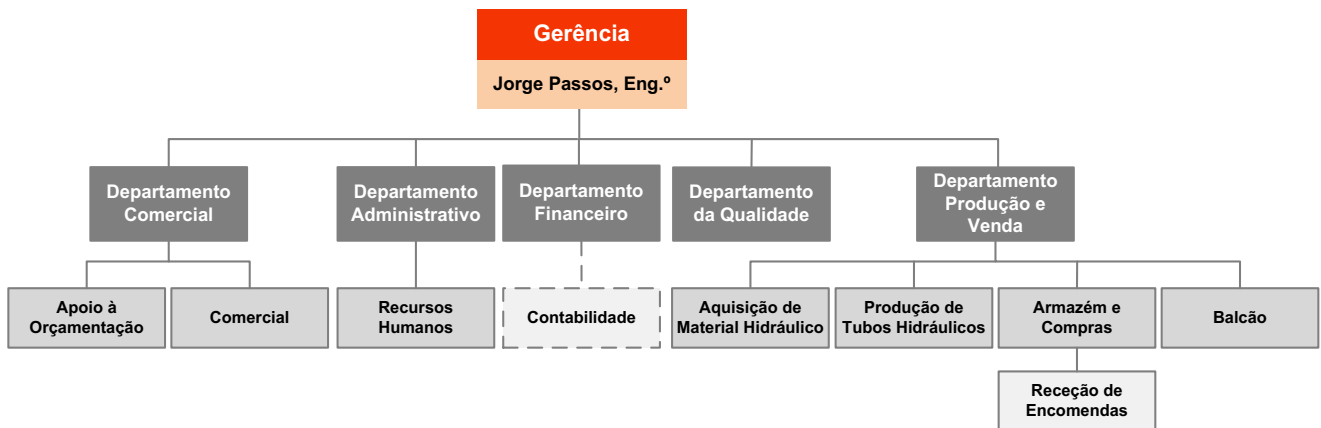 Gerência
Jorge Passos, Eng.º
Departamento
Comercial
Departamento
Administrativo
Departamento
Financeiro
Departamento
da Qualidade
Departamento
Produção e
Venda
Apoio à
Orçamentação
Comercial
Recursos
Humanos
Contabilidade
Aquisição de
Material Hidráulico
Produção de
Tubos Hidráulicos
Armazém e
Compras
Balcão
Receção de
Encomendas